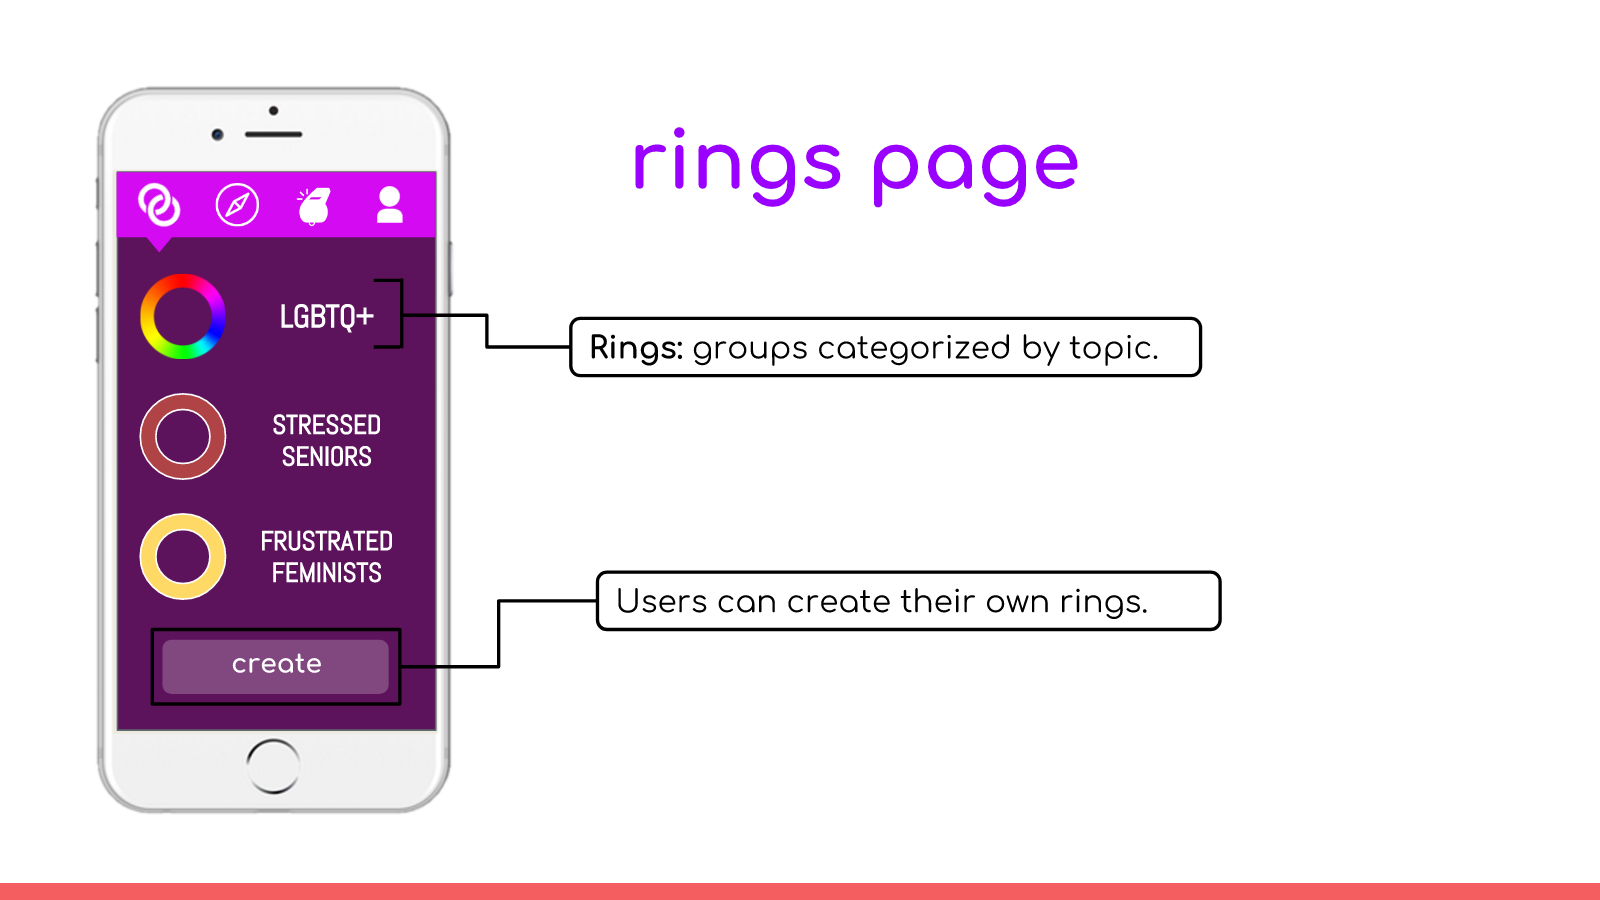 rings page
LGBTQ+
Rings: groups categorized by topic.
STRESSED
SENIORS
FRUSTRATED
FEMINISTS
Users can create their own rings.
create